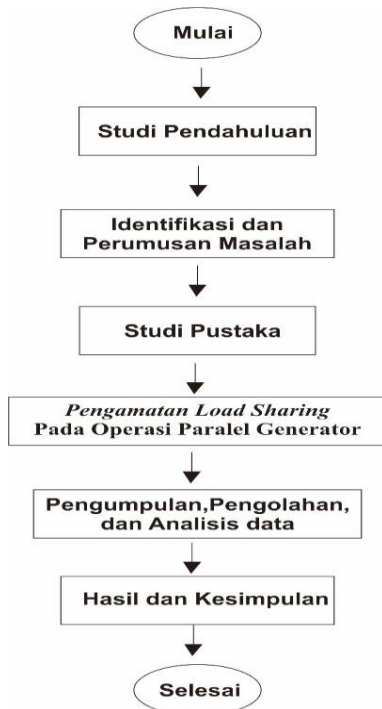 Mulai
Studi Pendahuluan
Identifikasi dan
Perumusan Masalah
Studi Pustaka
Pengamatan Load Sharing
Pada Operasi Paralel Generator
Pengumpulan,Pengolahan,
dan Analisis data
Hasil dan Kesimpulan
Selesai